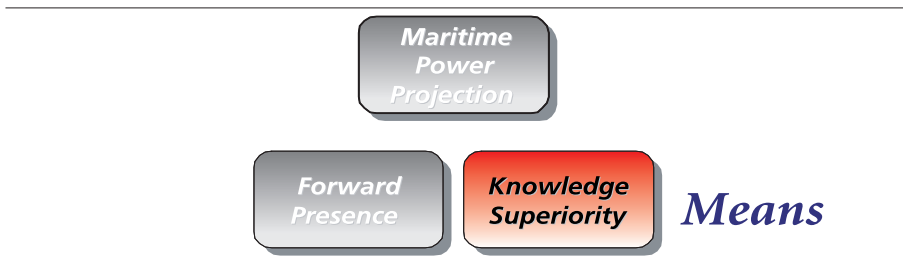 Maritime
Power
Projection
Forward
Presence
Knowledge
Superiority
Means